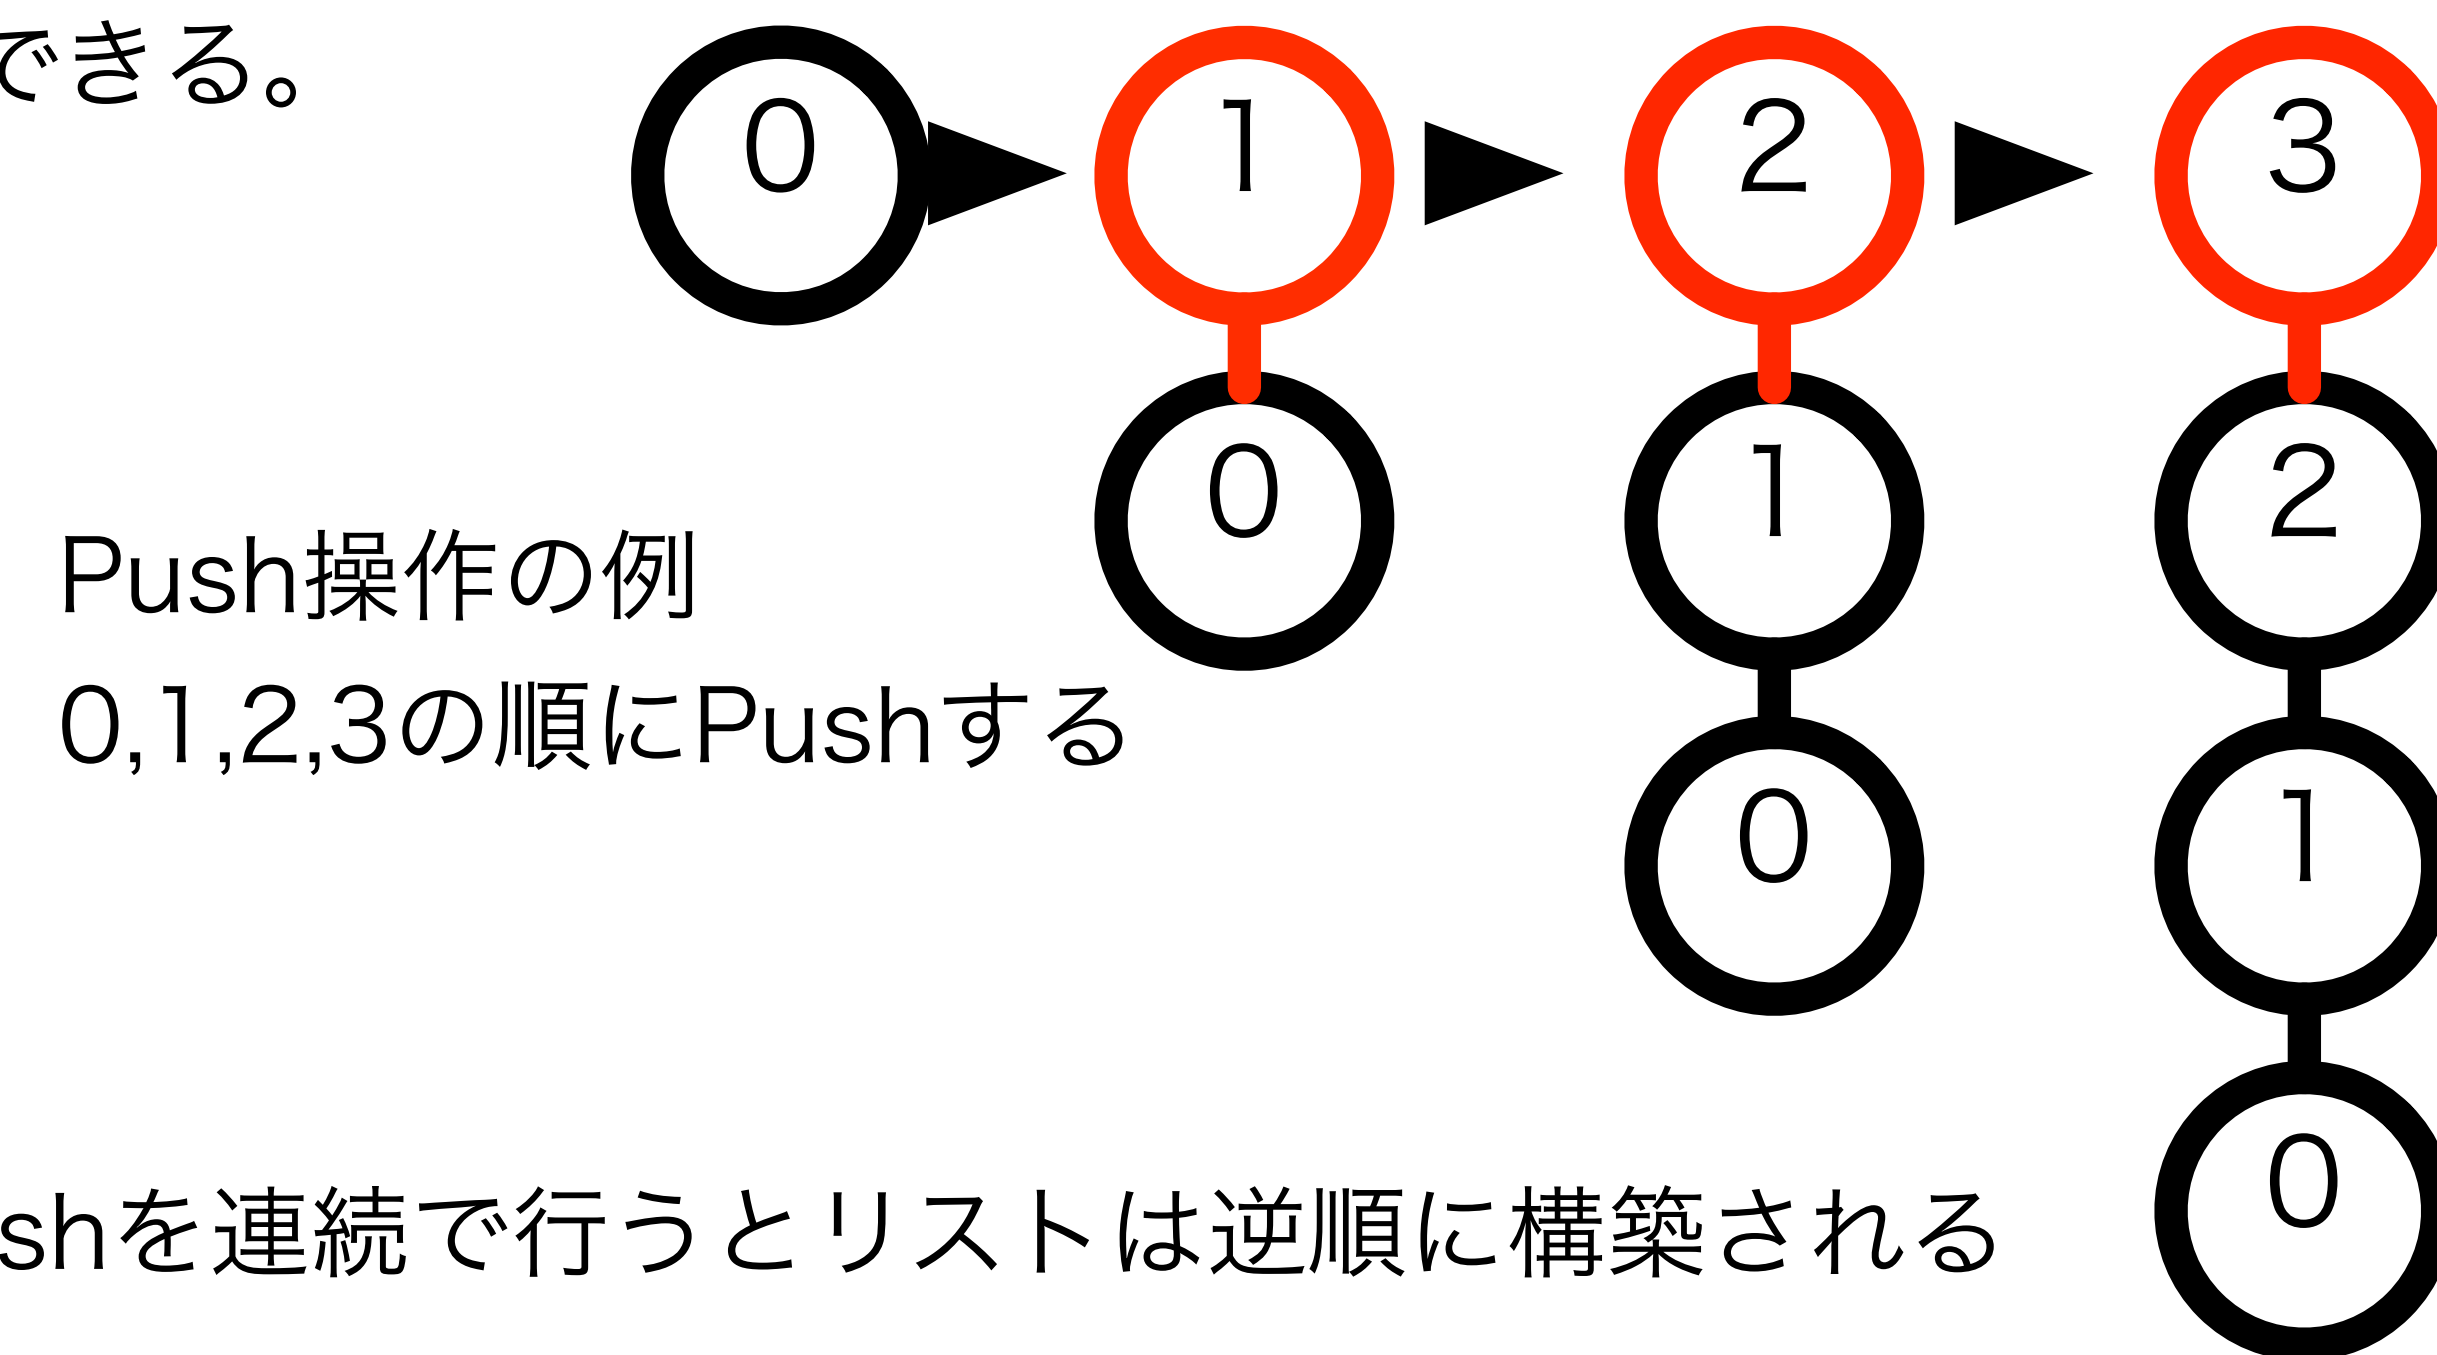 できる。
0 1 2 3
0 1 2
Push操作の例
0,1,2,3の順にPushする
0 1
shを連続で行うとリストは逆順に構築される
0